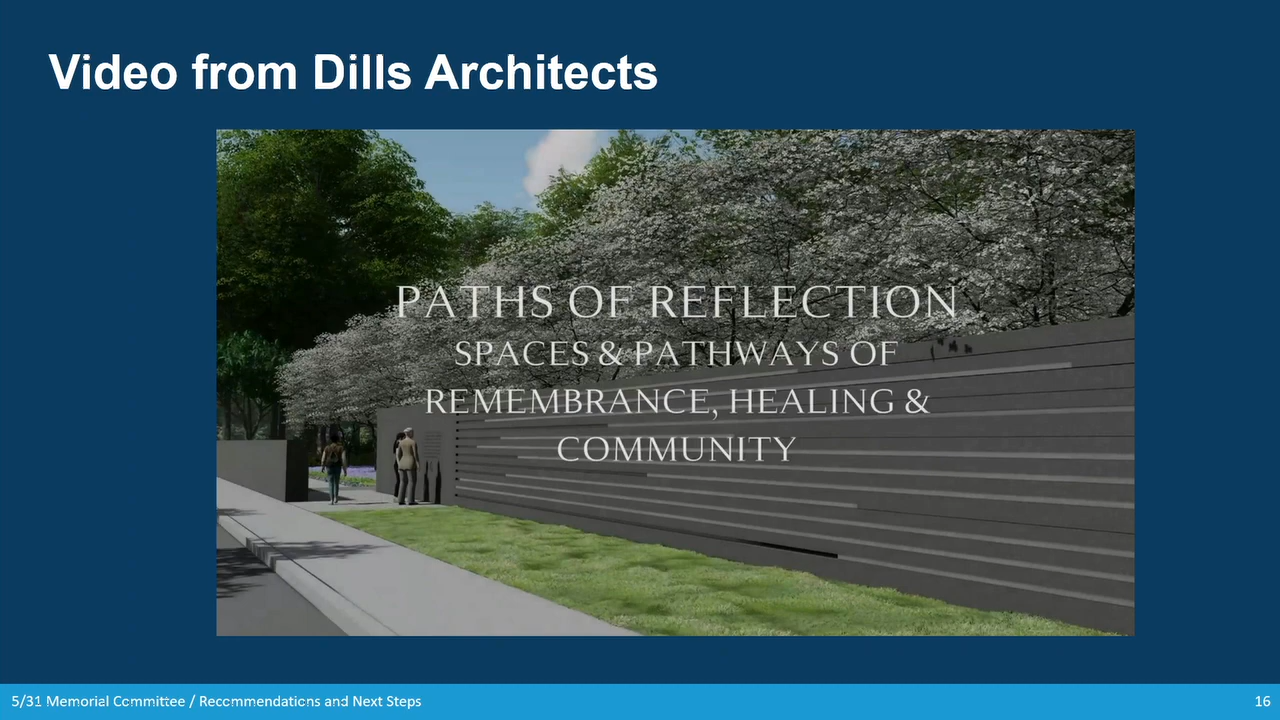 Video from Dills Architects
PATHS OF REFLECTION
SPACES & PATHWAYS OF
REMEMBRANCE, HEALING &
COMMUNITY
5/31 Memorial Committee / Recommendations and Next Steps
16